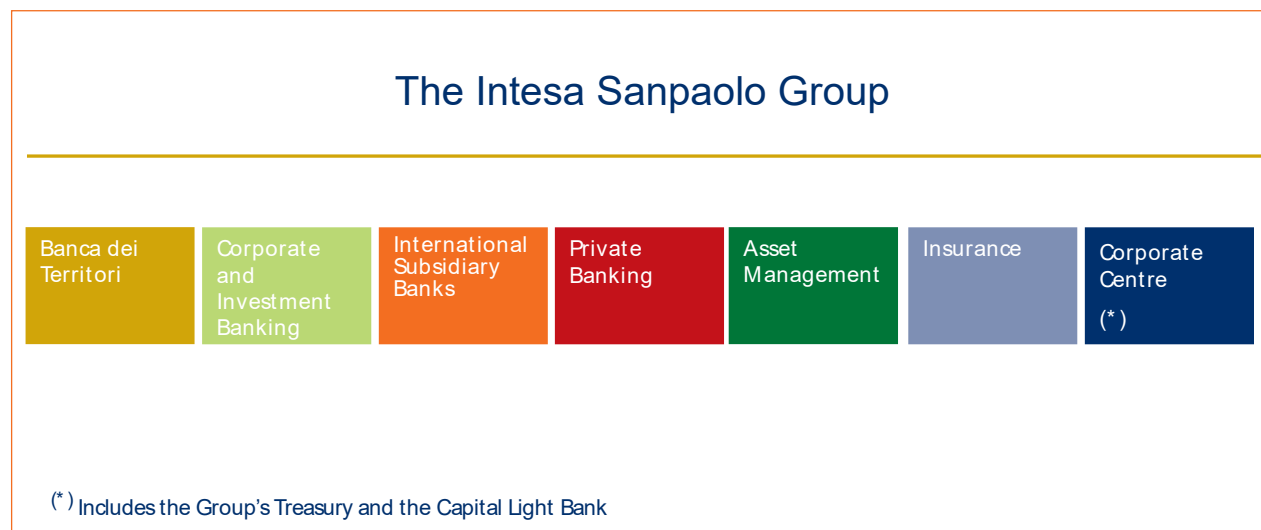 The Intesa Sanpaolo Group
Banca dei
Territori
Corporate
and
Investment
Banking
International
Subsidiary
Banks
Private
Banking
Asset
Management
Insurance
Corporate
Centre
(*)
(*) Includes the Group’s Treasury and the Capital Light Bank